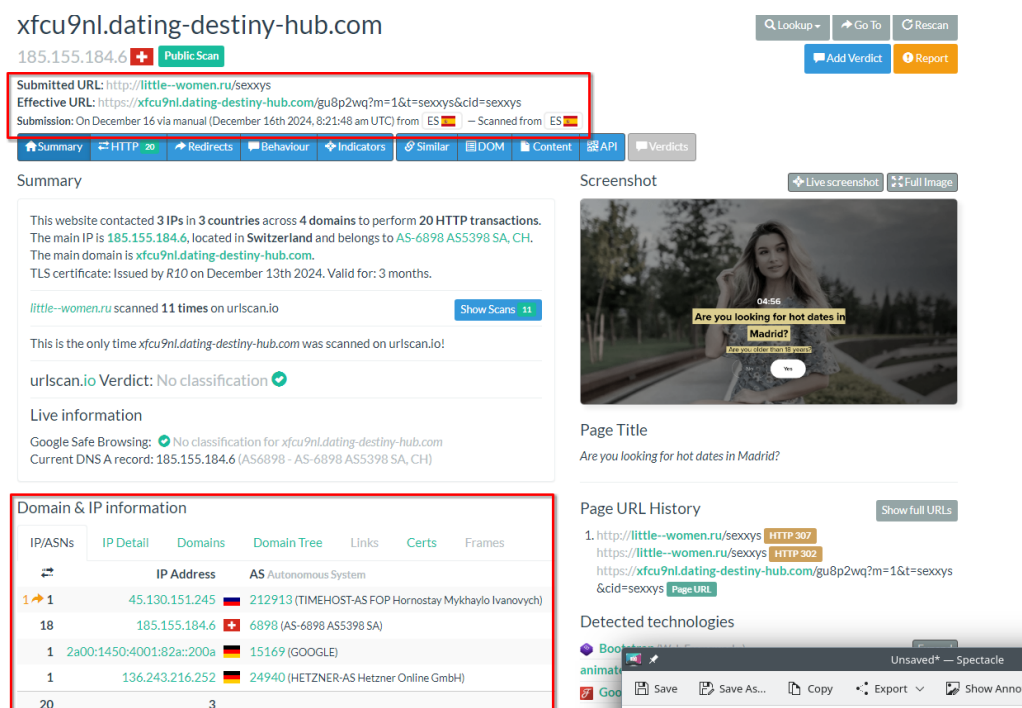 xfcu9nl.dating-destiny-hub.com
Lookup
Go To
Rescan
185.155.184.6 Public Scan
Add Verdict
Report
Submitted URL: http://little--women.ru/sexxys
Effective URL: https://xfcu9nl.dating-destiny-hub.com/gu8p2wq?m=1&t=sexxys&cid=sexxys
Submission: On December 16 via manual (December 16th 2024, 8:21:48 am UTC) from ES — Scanned from ES
Summary HTTP 20 Redirects Behaviour Indicators Similar DOM Content API Verdicts
Summary
This website contacted 3 IPs in 3 countries across 4 domains to perform 20 HTTP transactions.
The main IP is 185.155.184.6, located in Switzerland and belongs to AS-6898 AS5398 SA, CH.
The main domain is xfcu9nl.dating-destiny-hub.com.
TLS certificate: Issued by R10 on December 13th 2024. Valid for: 3 months.
little--women.ru scanned 11 times on urlscan.io
Show Scans 11
This is the only time xfcu9nl.dating-destiny-hub.com was scanned on urlscan.io!
urlscan.io Verdict: No classification
Live information
Google Safe Browsing: No classification for xfcu9nl.dating-destiny-hub.com
Current DNS A record: 185.155.184.6 (AS6898 - AS-6898 AS5398 SA, CH)
Domain & IP information
IP/ASNs IP Detail Domains Domain Tree Links Certs Frames
IP Address AS Autonomous System
1 1 45.130.151.245 212913 (TIMEHOST-AS FOP Hornostay Mykhaylo Ivanovych)
18 185.155.184.6 6898 (AS-6898 AS5398 SA)
1 2a00:1450:4001:82a::200a 15169 (GOOGLE)
1 136.243.216.252 24940 (HETZNER-AS Hetzner Online GmbH)
20 3
Screenshot
Live screenshot
Full Image
04:56
Are you looking for hot dates in
Madrid?
Are you older than 18 years?
No Yes
Page Title
Are you looking for hot dates in Madrid?
Page URL History
Show full URLs
1. http://little--women.ru/sexxys HTTP 307
https://little--women.ru/sexxys HTTP 302
https://xfcu9nl.dating-destiny-hub.com/gu8p2wq?m=1&t=sexxys
&cid=sexxys Page URL
Detected technologies
Unsaved* — Spectacle
Save Save As... Copy Export Show Anno